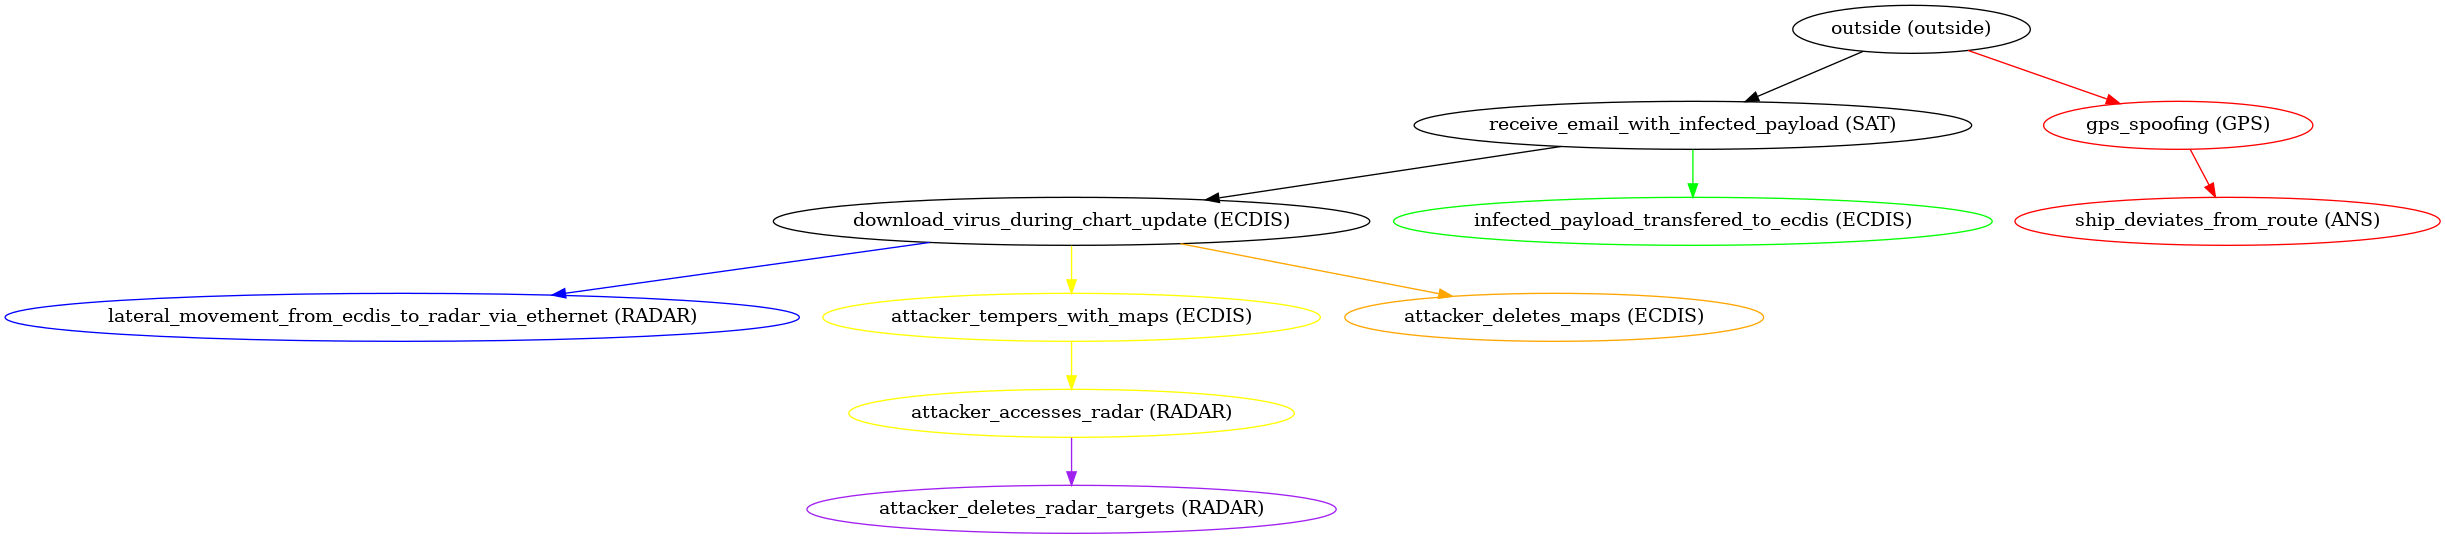 outside (outside)
receive_email_with_infected_payload (SAT)
gps_spoofing (GPS)
download_virus_during_chart_update (ECDIS)
infected_payload_transfered_to_ecdis (ECDIS)
ship_deviates_from_route (ANS)
lateral_movement_from_ecdis_to_radar_via_ethernet (RADAR)
attacker_tempers_with_maps (ECDIS)
attacker_deletes_maps (ECDIS)
attacker_accesses_radar (RADAR)
attacker_deletes_radar_targets (RADAR)